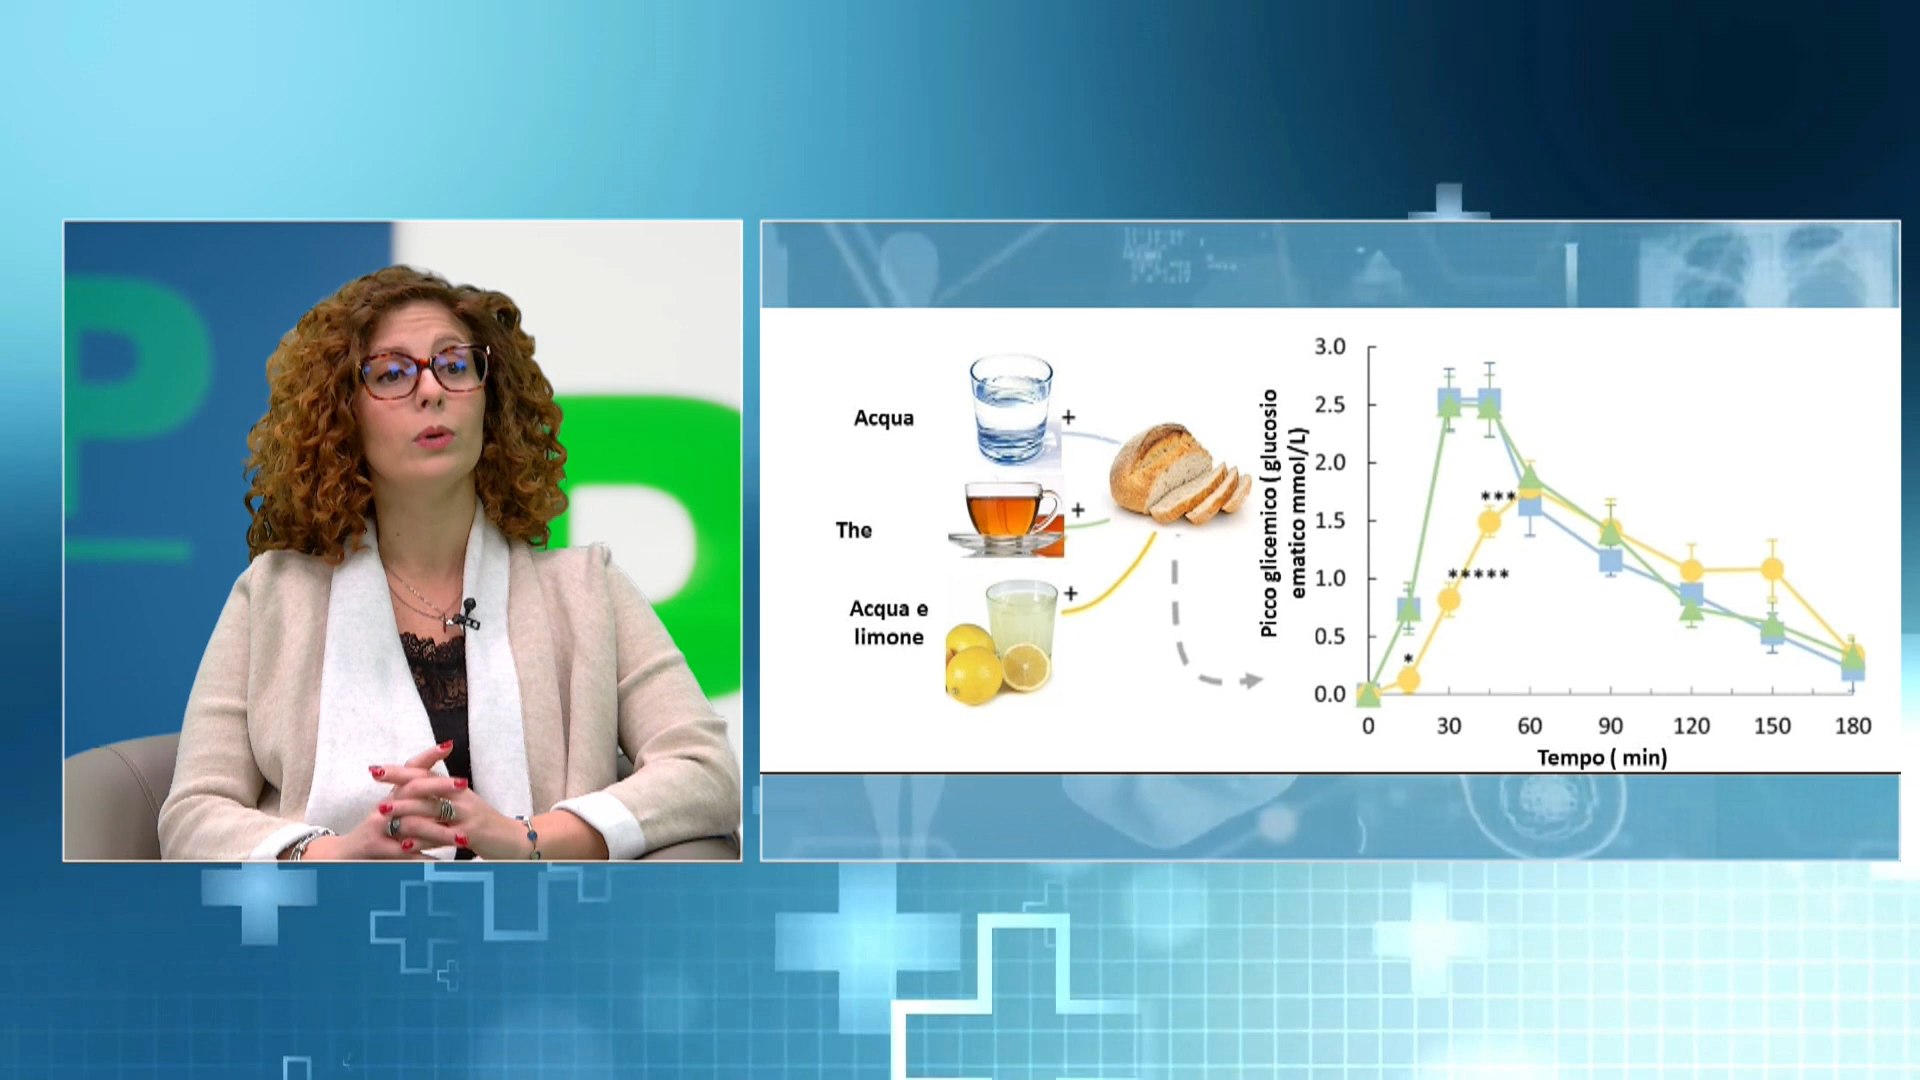 P
Acqua
+
The
+
Acqua e
limone
+
Picco glicemico ( glucosio
ematico mmol/L)
3.0
2.5
2.0
1.5
1.0
0.5
0.0
***
*****
*
0 30 60 90 120 150 180
Tempo ( min)